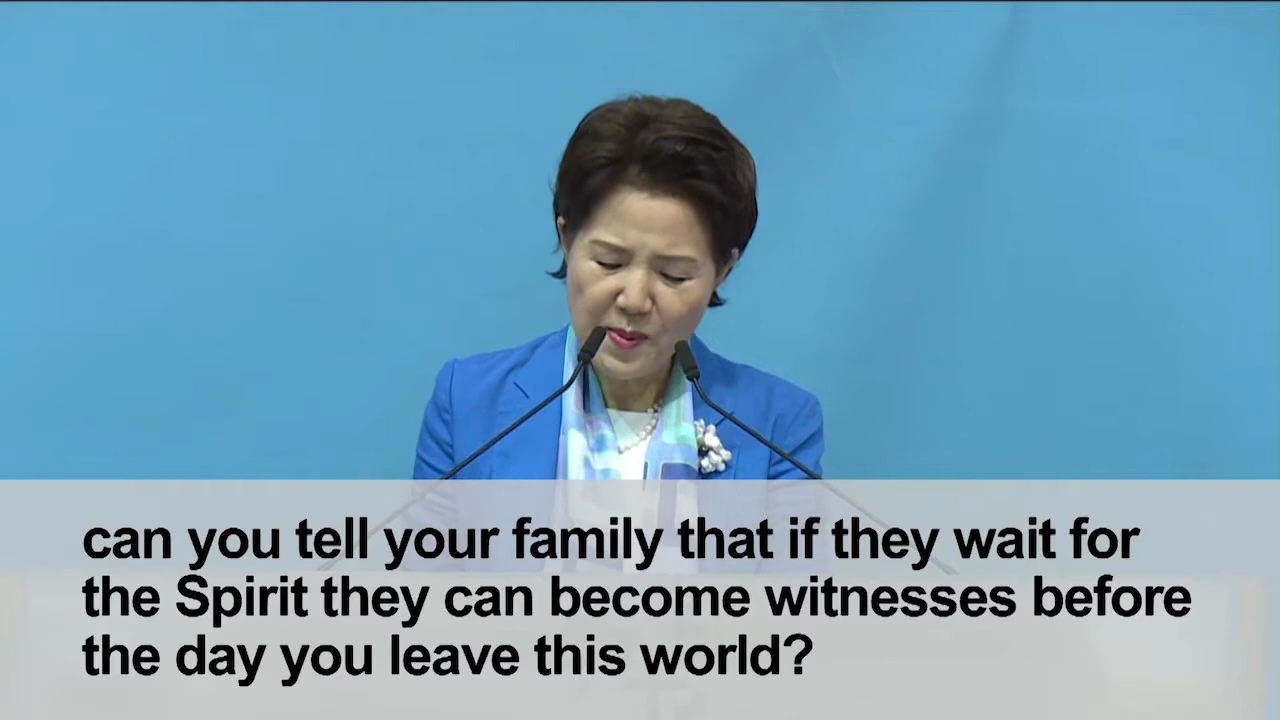 can you tell your family that if they wait for
the Spirit they can become witnesses before
the day you leave this world?